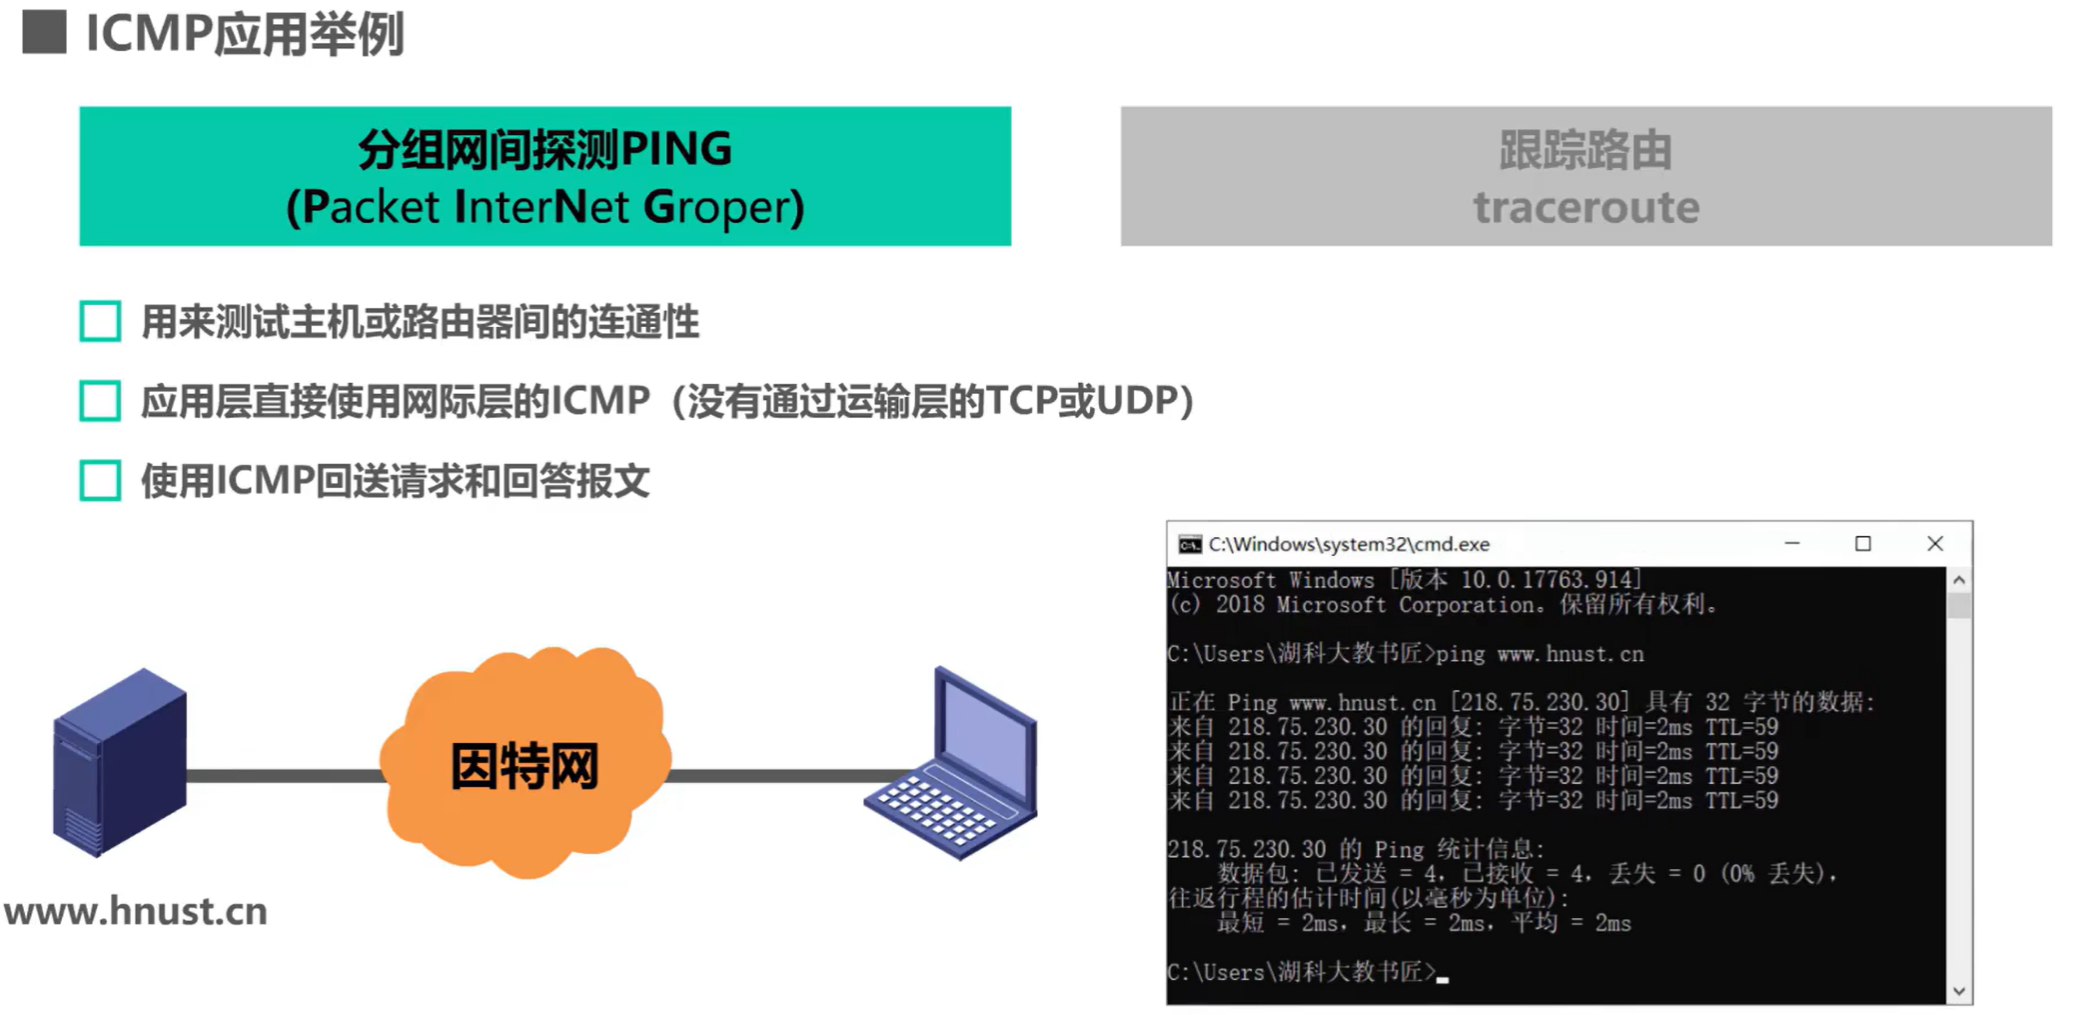 ICMP应用举例
分组网间探测PING
(Packet InterNet Groper)
跟踪路由
traceroute
用来测试主机或路由器间的连通性
应用层直接使用网际层的ICMP（没有通过运输层的TCP或UDP）
使用ICMP回送请求和回答报文
因特网
www.hnust.cn
C:\Windows\system32\cmd.exe
Microsoft Windows [版本 10.0.17763.914]
(c) 2018 Microsoft Corporation。保留所有权利。
C:\Users\湖科大教书匠>ping www.hnust.cn
正在 Ping www.hnust.cn [218.75.230.30] 具有 32 字节的数据:
来自 218.75.230.30 的回复: 字节=32 时间=2ms TTL=59
来自 218.75.230.30 的回复: 字节=32 时间=2ms TTL=59
来自 218.75.230.30 的回复: 字节=32 时间=2ms TTL=59
来自 218.75.230.30 的回复: 字节=32 时间=2ms TTL=59
218.75.230.30 的 Ping 统计信息:
数据包: 已发送 = 4，已接收 = 4，丢失 = 0 (0% 丢失)，
往返行程的估计时间(以毫秒为单位):
最短 = 2ms，最长 = 2ms，平均 = 2ms
C:\Users\湖科大教书匠>